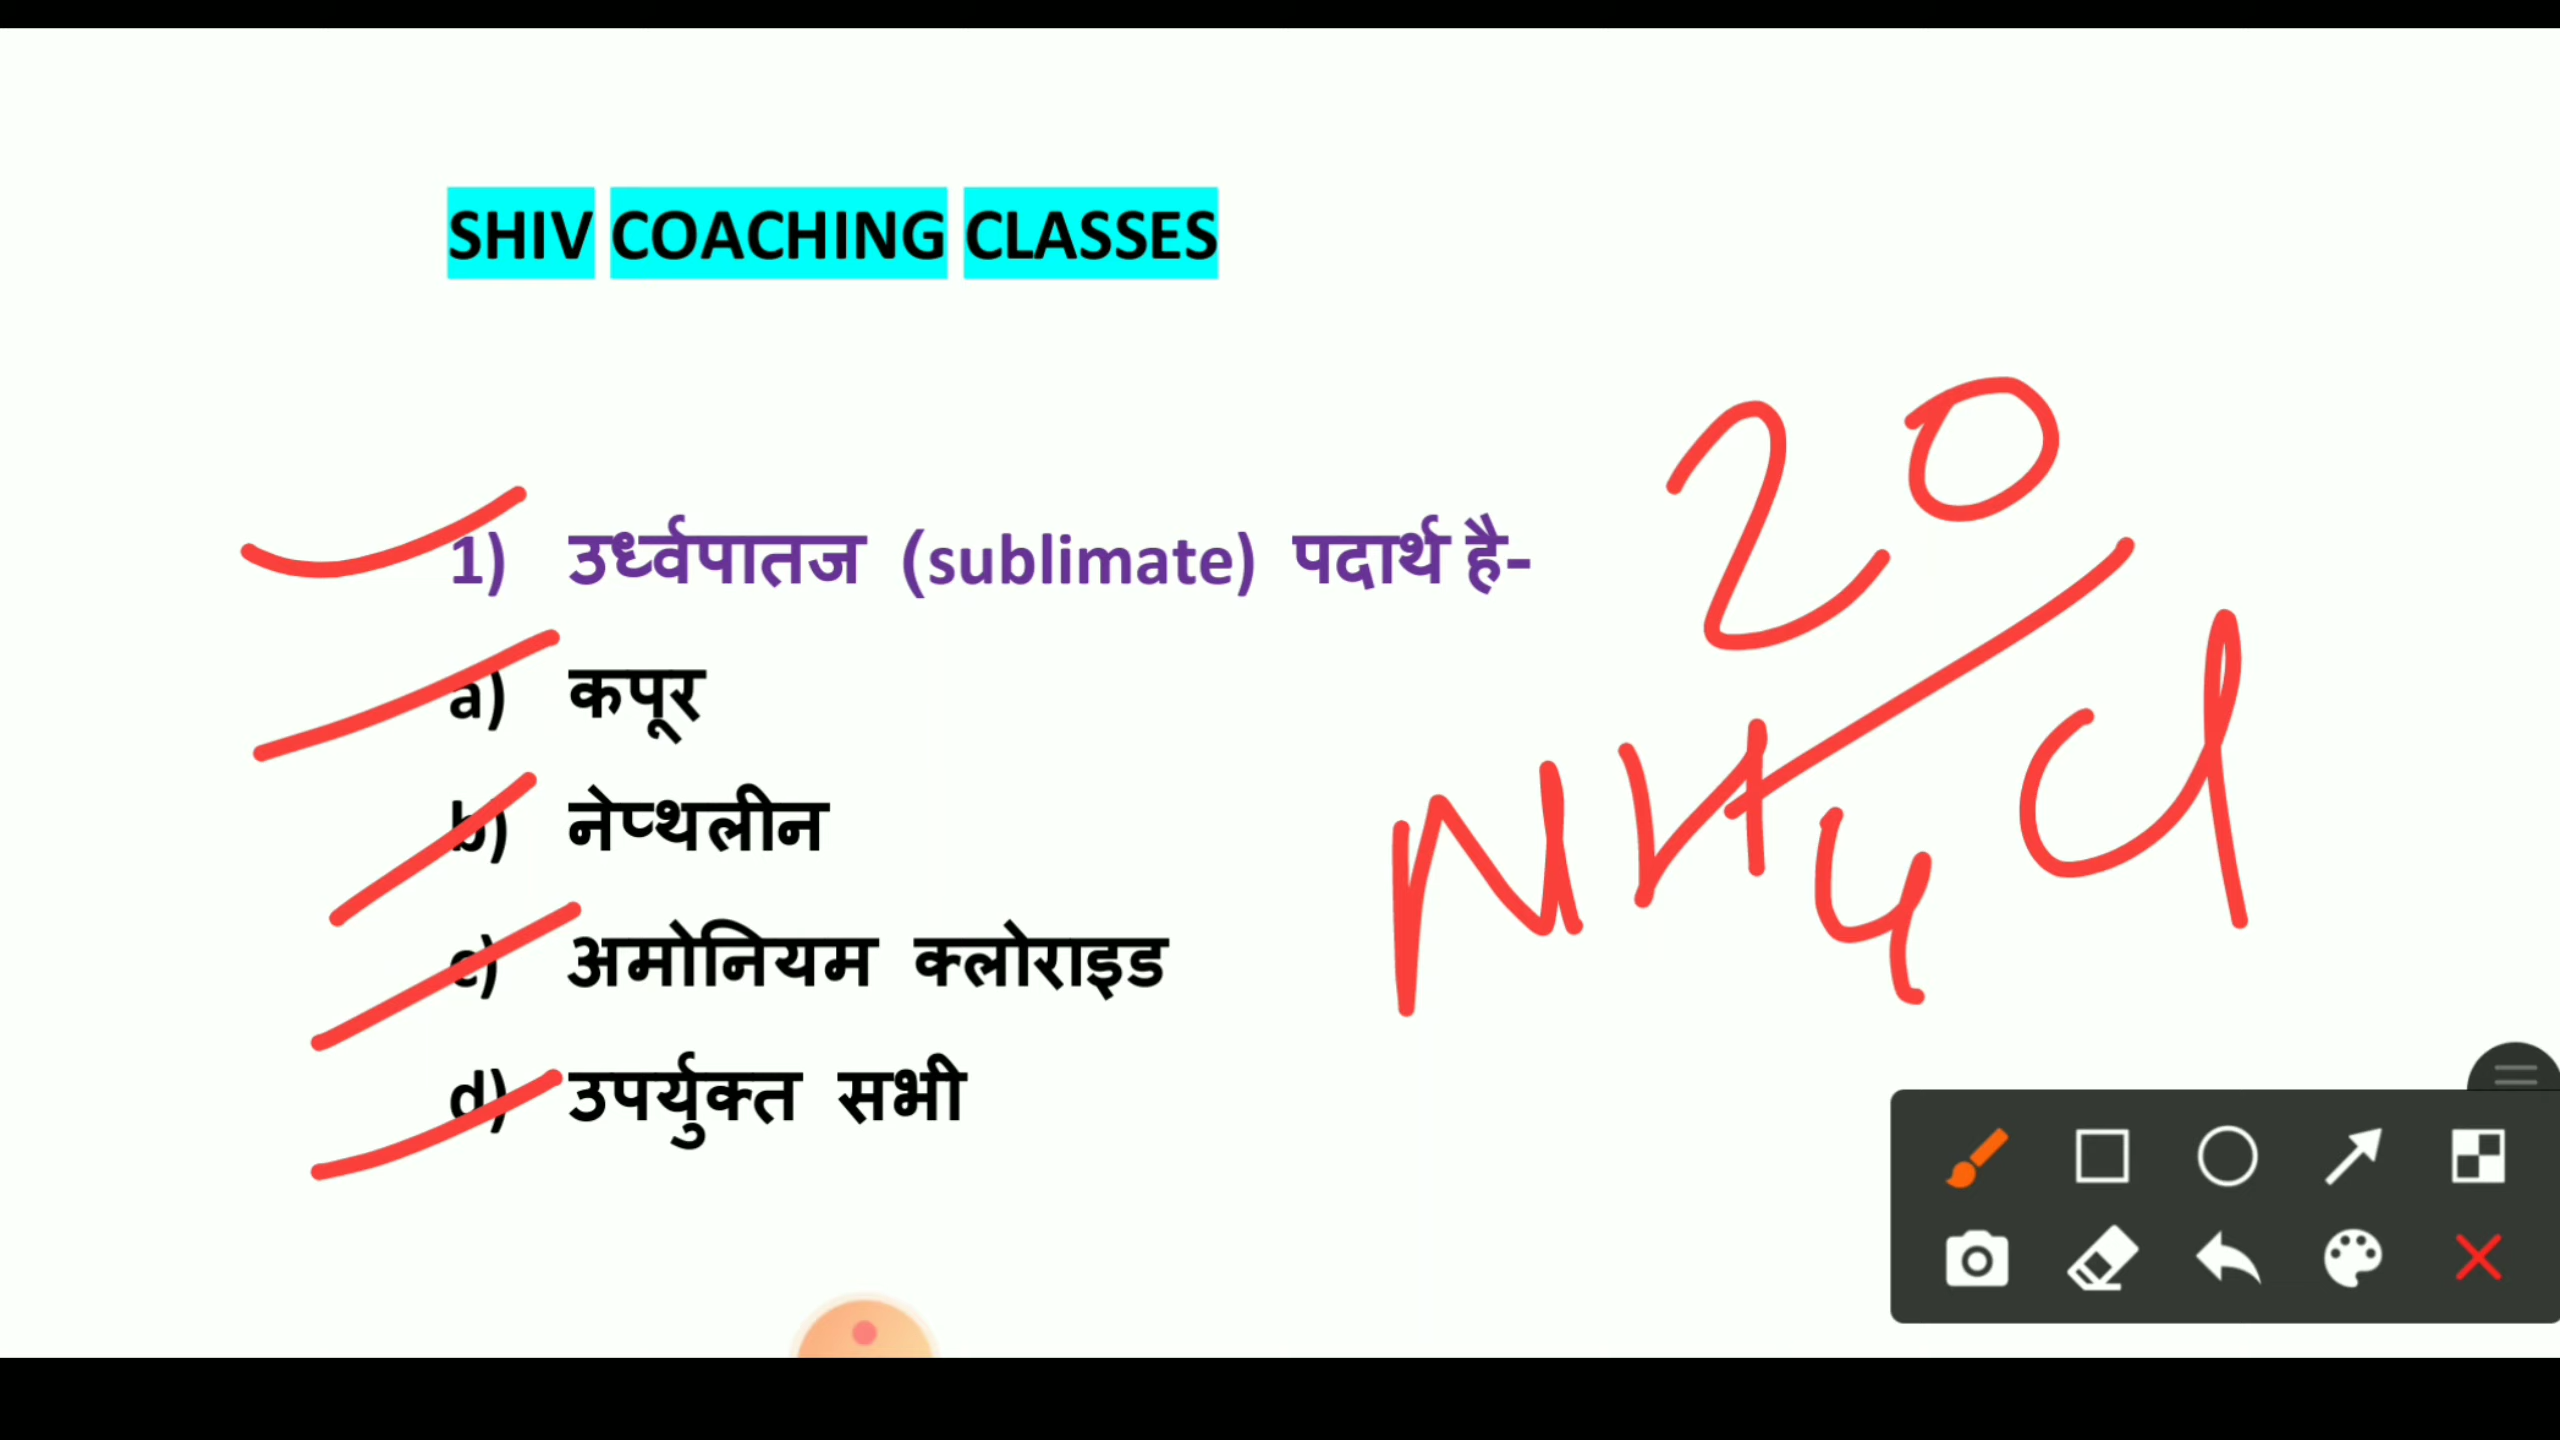 SHIV COACHING CLASSES
20
1) उर्ध्वपातज (sublimate) पदार्थ है-
a) कपूर
b) नेप्थलीन
NH4Cl
c) अमोनियम क्लोराइड
d) उपर्युक्त सभी